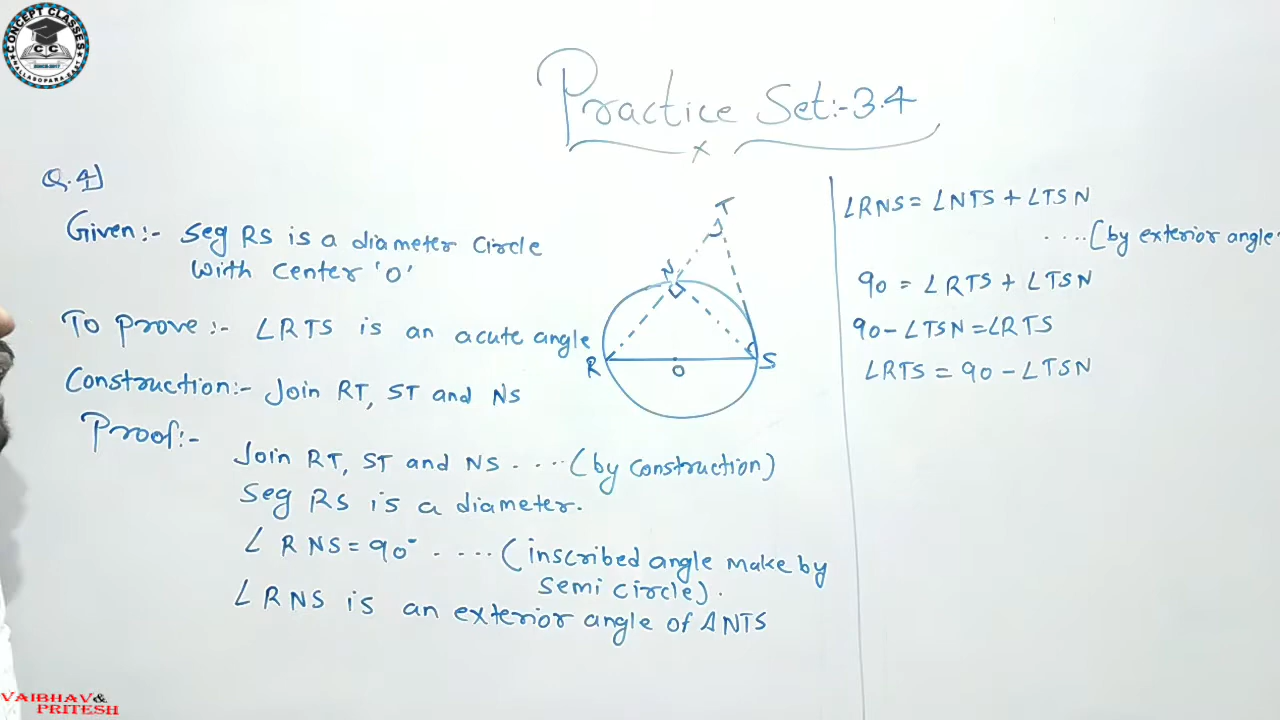 CONCEPT CLASSES
CC
SINCE-2017
NALLASOPARA-EAST
Practice Set:-3.4
x
Q.4]
Given:- Seg RS is a diameter Circle
With Center 'O'
To Prove:- ∠RTS is an acute angle
Construction:- Join RT, ST and NS
Proof:-
Join RT, ST and NS ....(by Construction)
Seg RS is a diameter.
∠RNS=90° ....(inscribed angle make by
Semi circle).
∠RNS is an exterior angle of ΔNTS
T
N
R
O
S
∠RNS= ∠NTS + ∠TSN
....(by exterior angle
90 = ∠RTS + ∠TSN
90 - ∠TSN =∠RTS
∠RTS = 90 - ∠TSN
VAIBHAV&
PRITESH